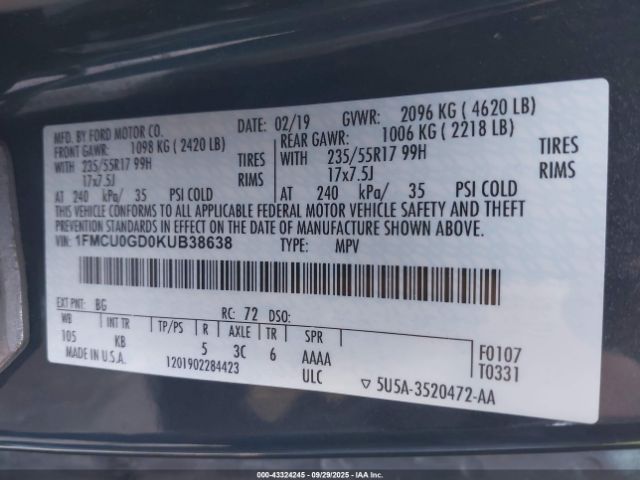 MFD. BY FORD MOTOR CO.
DATE: 02/19 GVWR: 2096 KG ( 4620 LB)
FRONT GAWR: 1098 KG ( 2420 LB)
REAR GAWR: 1006 KG ( 2218 LB)
WITH 235/55R17 99H TIRES
WITH 235/55R17 99H TIRES
17x7.5J RIMS
17x7.5J RIMS
AT 240 kPa/ 35 PSI COLD
AT 240 kPa/ 35 PSI COLD
THIS VEHICLE CONFORMS TO ALL APPLICABLE FEDERAL MOTOR VEHICLE SAFETY AND THEFT
PREVENTION STANDARDS IN EFFECT ON THE DATE OF MANUFACTURE SHOWN ABOVE.
VIN: 1FMCU0GD0KUB38638 TYPE: MPV
EXT PNT: BG RC: 72 DSO:
WB INT TR TP/PS R AXLE TR SPR
105 KB 5 3C 6 AAAA F0107
MADE IN U.S.A. 1201902284423 ULC T0331
▽ 5U5A-3520472-AA
000-43324245 - 09/29/2025 - IAA, Inc.